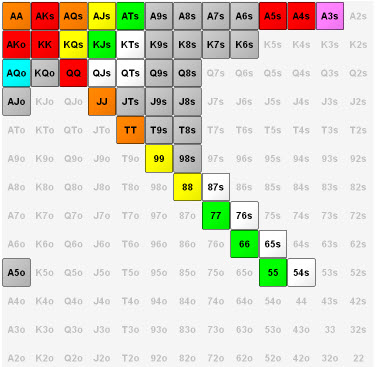 AA AKs AQs AJs ATs A9s A8s A7s A6s A5s A4s A3s A2s
AKo KK KQs KJs KTs K9s K8s K7s K6s K5s K4s K3s K2s
AQo KQo QQ QJs QTs Q9s Q8s Q7s Q6s Q5s Q4s Q3s Q2s
AJo KJo QJo JJ JTs J9s J8s J7s J6s J5s J4s J3s J2s
ATo KTo QTo JTo TT T9s T8s T7s T6s T5s T4s T3s T2s
A9o K9o Q9o J9o T9o 99 98s 97s 96s 95s 94s 93s 92s
A8o K8o Q8o J8o T8o 98o 88 87s 86s 85s 84s 83s 82s
A7o K7o Q7o J7o T7o 97o 87o 77 76s 75s 74s 73s 72s
A6o K6o Q6o J6o T6o 96o 86o 76o 66 65s 64s 63s 62s
A5o K5o Q5o J5o T5o 95o 85o 75o 65o 55 54s 53s 52s
A4o K4o Q4o J4o T4o 94o 84o 74o 64o 54o 44 43s 42s
A3o K3o Q3o J3o T3o 93o 83o 73o 63o 53o 43o 33 32s
A2o K2o Q2o J2o T2o 92o 82o 72o 62o 52o 42o 32o 22